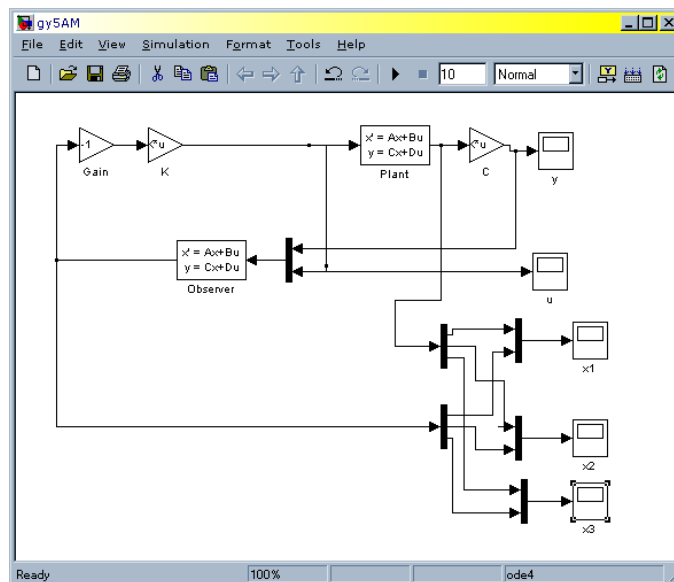 gy5AM
File Edit View Simulation Format Tools Help
10 Normal
-1
Gain
u
K
x' = Ax+Bu
y = Cx+Du
Plant
u
C
y
x' = Ax+Bu
y = Cx+Du
Observer
u
x1
x2
x3
Ready 100% ode4